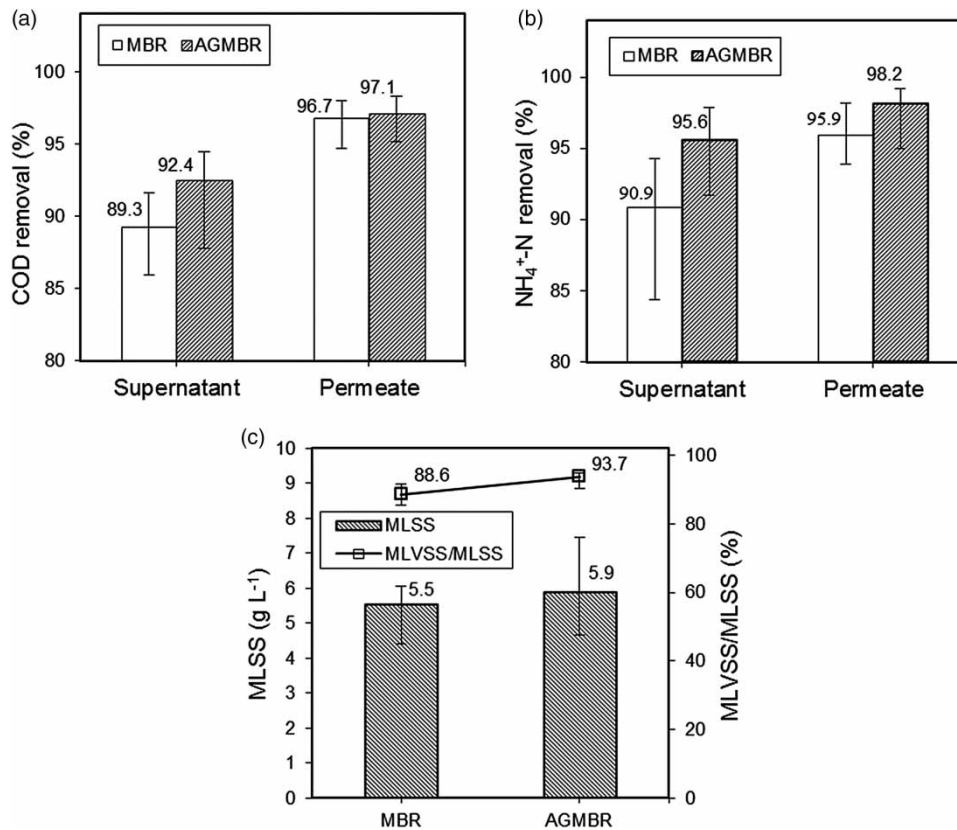 (a)
MBR AGMBR
100
95
90
85
80
COD removal (%)
89.3
92.4
96.7
97.1
Supernatant Permeate
(b)
MBR AGMBR
100
95
90
85
80
NH₄⁺-N removal (%)
90.9
95.6
95.9
98.2
Supernatant Permeate
(c)
10
9
8
7
6
5
4
3
2
1
0
MLSS (g L⁻¹)
MLSS
MLVSS/MLSS
88.6
93.7
5.5
5.9
100
80
60
40
20
0
MLVSS/MLSS (%)
MBR AGMBR